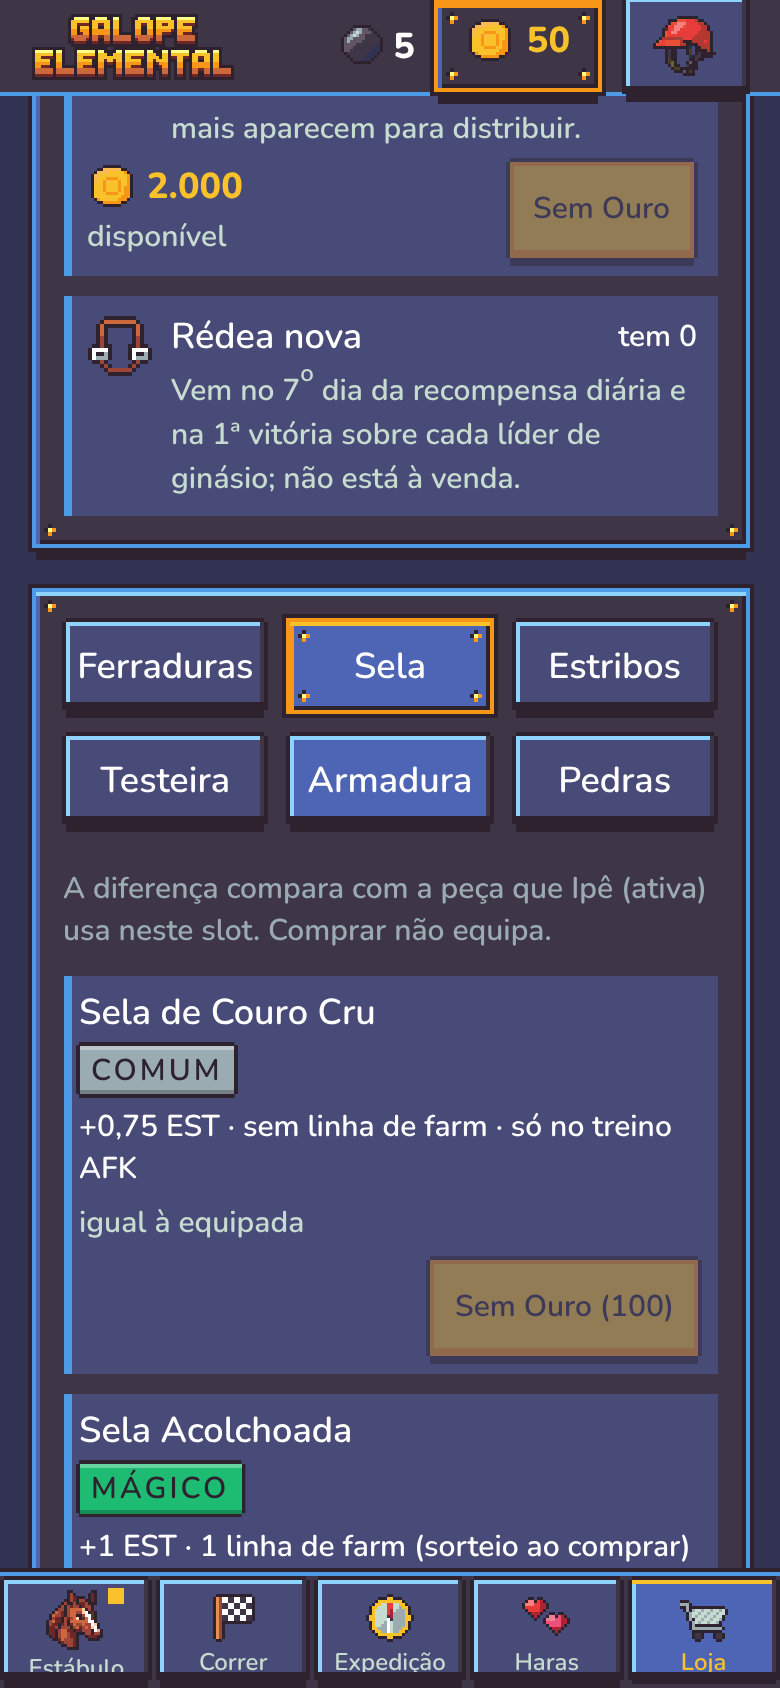 GALOPE
ELEMENTAL
5
50
mais aparecem para distribuir.
2.000
disponível
Sem Ouro
Rédea nova
tem 0
Vem no 7º dia da recompensa diária e
na 1ª vitória sobre cada líder de
ginásio; não está à venda.
Ferraduras
Sela
Estribos
Testeira
Armadura
Pedras
A diferença compara com a peça que Ipê (ativa)
usa neste slot. Comprar não equipa.
Sela de Couro Cru
COMUM
+0,75 EST · sem linha de farm · só no treino
AFK
igual à equipada
Sem Ouro (100)
Sela Acolchoada
MÁGICO
+1 EST · 1 linha de farm (sorteio ao comprar)
Estábulo
Correr
Expedição
Haras
Loja